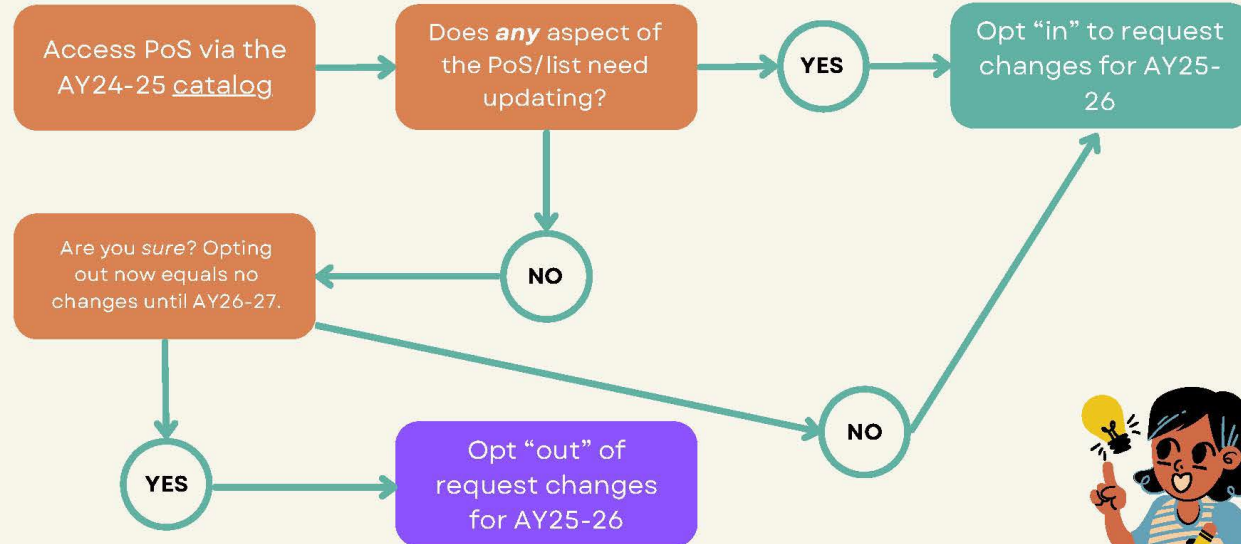 Access PoS via the
AY24-25 catalog
Does any aspect of
the PoS/list need
updating?
YES
Opt “in” to request
changes for AY25-
26
NO
Are you sure? Opting
out now equals no
changes until AY26-27.
NO
YES
Opt “out” of
request changes
for AY25-26